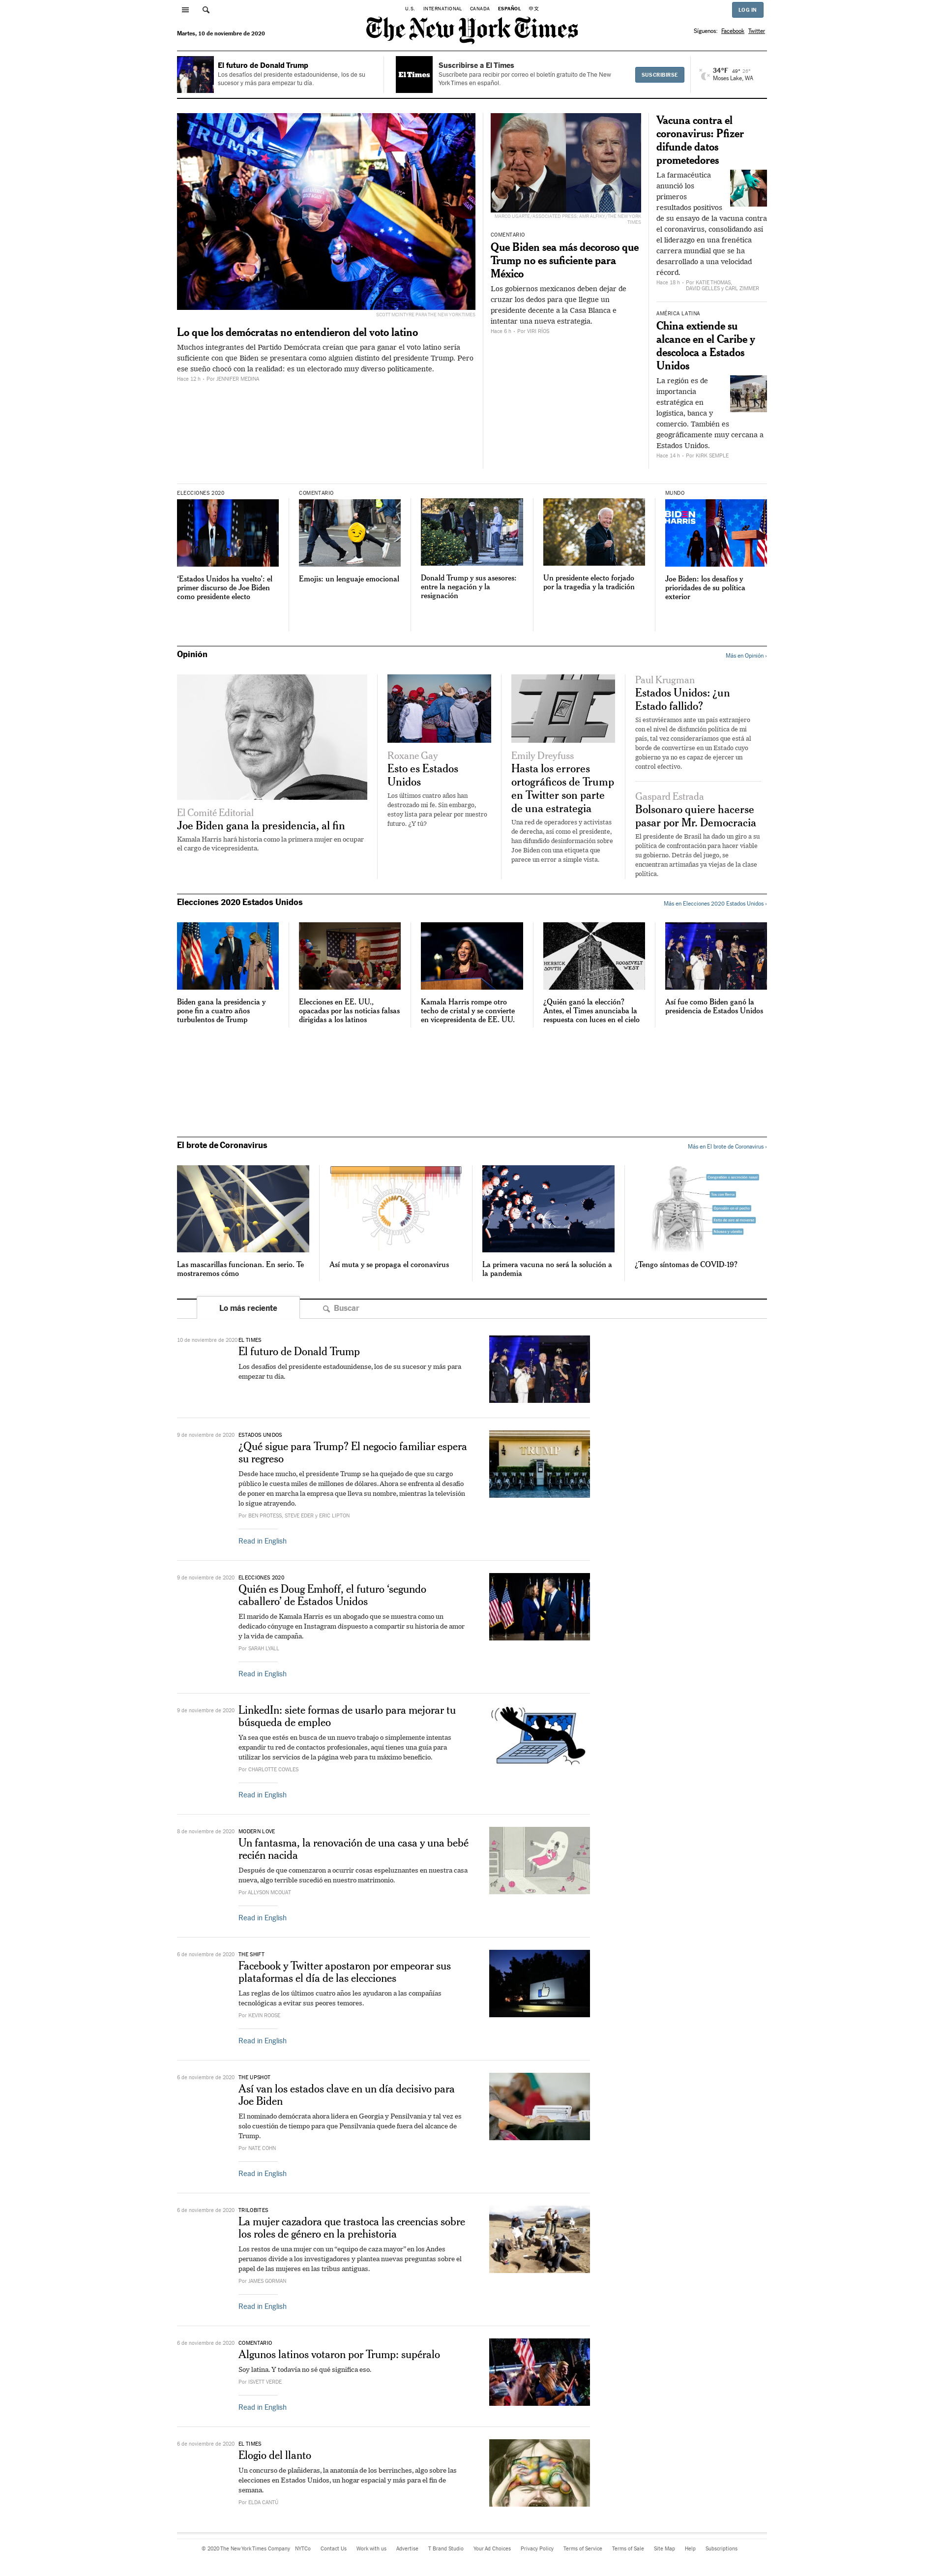 U.S. INTERNATIONAL CANADA ESPAÑOL 中文
LOG IN
The New York Times
Martes, 10 de noviembre de 2020
Síguenos: Facebook Twitter
El futuro de Donald Trump
Los desafíos del presidente estadounidense, los de su
sucesor y más para empezar tu día.
El Times
Suscribirse a El Times
Suscríbete para recibir por correo el boletín gratuito de The New
York Times en español.
SUSCRIBIRSE
34°F 49° 28°
Moses Lake, WA
SCOTT MCINTYRE PARA THE NEW YORK TIMES
Lo que los demócratas no entendieron del voto latino
Muchos integrantes del Partido Demócrata creían que para ganar el voto latino sería
suficiente con que Biden se presentara como alguien distinto del presidente Trump. Pero
ese sueño chocó con la realidad: es un electorado muy diverso políticamente.
Hace 12 h - Por JENNIFER MEDINA
MARCO UGARTE/ASSOCIATED PRESS; AMR ALFIKY/THE NEW YORK
TIMES
COMENTARIO
Que Biden sea más decoroso que
Trump no es suficiente para
México
Los gobiernos mexicanos deben dejar de
cruzar los dedos para que llegue un
presidente decente a la Casa Blanca e
intentar una nueva estrategia.
Hace 6 h - Por VIRI RÍOS
Vacuna contra el
coronavirus: Pfizer
difunde datos
prometedores
La farmacéutica
anunció los
primeros
resultados positivos
de su ensayo de la vacuna contra
el coronavirus, consolidando así
el liderazgo en una frenética
carrera mundial que se ha
desarrollado a una velocidad
récord.
Hace 18 h - Por KATIE THOMAS,
DAVID GELLES y CARL ZIMMER
AMÉRICA LATINA
China extiende su
alcance en el Caribe y
descoloca a Estados
Unidos
La región es de
importancia
estratégica en
logística, banca y
comercio. También es
geográficamente muy cercana a
Estados Unidos.
Hace 14 h - Por KIRK SEMPLE
ELECCIONES 2020
'Estados Unidos ha vuelto': el
primer discurso de Joe Biden
como presidente electo
COMENTARIO
Emojis: un lenguaje emocional
Donald Trump y sus asesores:
entre la negación y la
resignación
Un presidente electo forjado
por la tragedia y la tradición
MUNDO
BIDEN
HARRIS
Joe Biden: los desafíos y
prioridades de su política
exterior
Opinión
Más en Opinión ›
El Comité Editorial
Joe Biden gana la presidencia, al fin
Kamala Harris hará historia como la primera mujer en ocupar
el cargo de vicepresidenta.
Roxane Gay
Esto es Estados
Unidos
Los últimos cuatro años han
destrozado mi fe. Sin embargo,
estoy lista para pelear por nuestro
futuro. ¿Y tú?
Emily Dreyfuss
Hasta los errores
ortográficos de Trump
en Twitter son parte
de una estrategia
Una red de operadores y activistas
de derecha, así como el presidente,
han difundido desinformación sobre
Joe Biden con una etiqueta que
parece un error a simple vista.
Paul Krugman
Estados Unidos: ¿un
Estado fallido?
Si estuviéramos ante un país extranjero
con el nivel de disfunción política de mi
país, tal vez consideraríamos que está al
borde de convertirse en un Estado cuyo
gobierno ya no es capaz de ejercer un
control efectivo.
Gaspard Estrada
Bolsonaro quiere hacerse
pasar por Mr. Democracia
El presidente de Brasil ha dado un giro a su
política de confrontación para hacer viable
su gobierno. Detrás del juego, se
encuentran artimañas ya viejas de la clase
política.
Elecciones 2020 Estados Unidos
Más en Elecciones 2020 Estados Unidos ›
Biden gana la presidencia y
pone fin a cuatro años
turbulentos de Trump
Elecciones en EE. UU.,
opacadas por las noticias falsas
dirigidas a los latinos
Kamala Harris rompe otro
techo de cristal y se convierte
en vicepresidenta de EE. UU.
HERRICK
SOUTH
ROOSEVELT
WEST
¿Quién ganó la elección?
Antes, el Times anunciaba la
respuesta con luces en el cielo
Así fue como Biden ganó la
presidencia de Estados Unidos
El brote de Coronavirus
Más en El brote de Coronavirus ›
Las mascarillas funcionan. En serio. Te
mostraremos cómo
Así muta y se propaga el coronavirus
La primera vacuna no será la solución a
la pandemia
¿Tengo síntomas de COVID-19?
Lo más reciente
Buscar
10 de noviembre de 2020 EL TIMES
El futuro de Donald Trump
Los desafíos del presidente estadounidense, los de su sucesor y más para
empezar tu día.
9 de noviembre de 2020 ESTADOS UNIDOS
¿Qué sigue para Trump? El negocio familiar espera
su regreso
Desde hace mucho, el presidente Trump se ha quejado de que su cargo
público le cuesta miles de millones de dólares. Ahora se enfrenta al desafío
de poner en marcha la empresa que lleva su nombre, mientras la televisión
lo sigue atrayendo.
Por BEN PROTESS, STEVE EDER y ERIC LIPTON
Read in English
TRUMP
9 de noviembre de 2020 ELECCIONES 2020
Quién es Doug Emhoff, el futuro 'segundo
caballero' de Estados Unidos
El marido de Kamala Harris es un abogado que se muestra como un
dedicado cónyuge en Instagram dispuesto a compartir su historia de amor
y la vida de campaña.
Por SARAH LYALL
Read in English
9 de noviembre de 2020
LinkedIn: siete formas de usarlo para mejorar tu
búsqueda de empleo
Ya sea que estés en busca de un nuevo trabajo o simplemente intentas
expandir tu red de contactos profesionales, aquí tienes una guía para
utilizar los servicios de la página web para tu máximo beneficio.
Por CHARLOTTE COWLES
Read in English
8 de noviembre de 2020 MODERN LOVE
Un fantasma, la renovación de una casa y una bebé
recién nacida
Después de que comenzaron a ocurrir cosas espeluznantes en nuestra casa
nueva, algo terrible sucedió en nuestro matrimonio.
Por ALLYSON MCOUAT
Read in English
6 de noviembre de 2020 THE SHIFT
Facebook y Twitter apostaron por empeorar sus
plataformas el día de las elecciones
Las reglas de los últimos cuatro años les ayudaron a las compañías
tecnológicas a evitar sus peores temores.
Por KEVIN ROOSE
Read in English
6 de noviembre de 2020 THE UPSHOT
Así van los estados clave en un día decisivo para
Joe Biden
El nominado demócrata ahora lidera en Georgia y Pensilvania y tal vez es
solo cuestión de tiempo para que Pensilvania quede fuera del alcance de
Trump.
Por NATE COHN
Read in English
6 de noviembre de 2020 TRILOBITES
La mujer cazadora que trastoca las creencias sobre
los roles de género en la prehistoria
Los restos de una mujer con un "equipo de caza mayor" en los Andes
peruanos divide a los investigadores y plantea nuevas preguntas sobre el
papel de las mujeres en las tribus antiguas.
Por JAMES GORMAN
Read in English
6 de noviembre de 2020 COMENTARIO
Algunos latinos votaron por Trump: supéralo
Soy latina. Y todavía no sé qué significa eso.
Por ISVETT VERDE
Read in English
6 de noviembre de 2020 EL TIMES
Elogio del llanto
Un concurso de plañideras, la anatomía de los berrinches, algo sobre las
elecciones en Estados Unidos, un hogar espacial y más para el fin de
semana.
Por ELDA CANTÚ
© 2020 The New York Times Company NYTCo Contact Us Work with us Advertise T Brand Studio Your Ad Choices Privacy Policy Terms of Service Terms of Sale Site Map Help Subscriptions